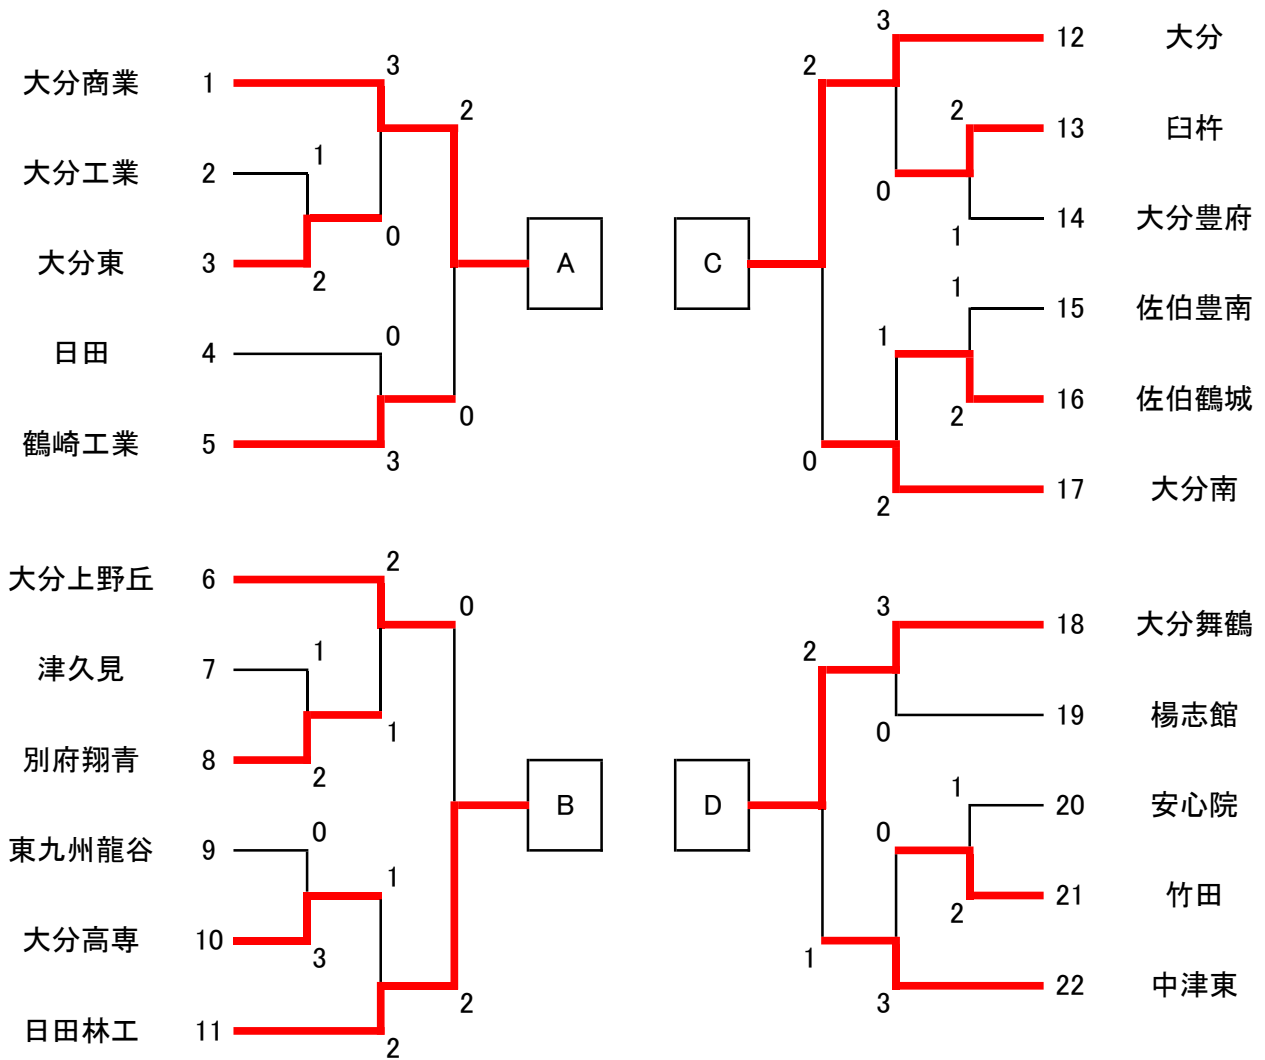 大分商業 1
大分工業 2
大分東 3
日田 4
鶴崎工業 5
3
1
2
0
2
0
3
2
0
A
大分上野丘 6
津久見 7
別府翔青 8
東九州龍谷 9
大分高専 10
日田林工 11
2
1
2
1
0
3
1
2
0
2
B
12 大分
13 臼杵
14 大分豊府
15 佐伯豊南
16 佐伯鶴城
17 大分南
3
2
1
0
1
2
1
2
2
0
C
18 大分舞鶴
19 楊志館
20 安心院
21 竹田
22 中津東
3
0
1
2
0
3
2
1
D